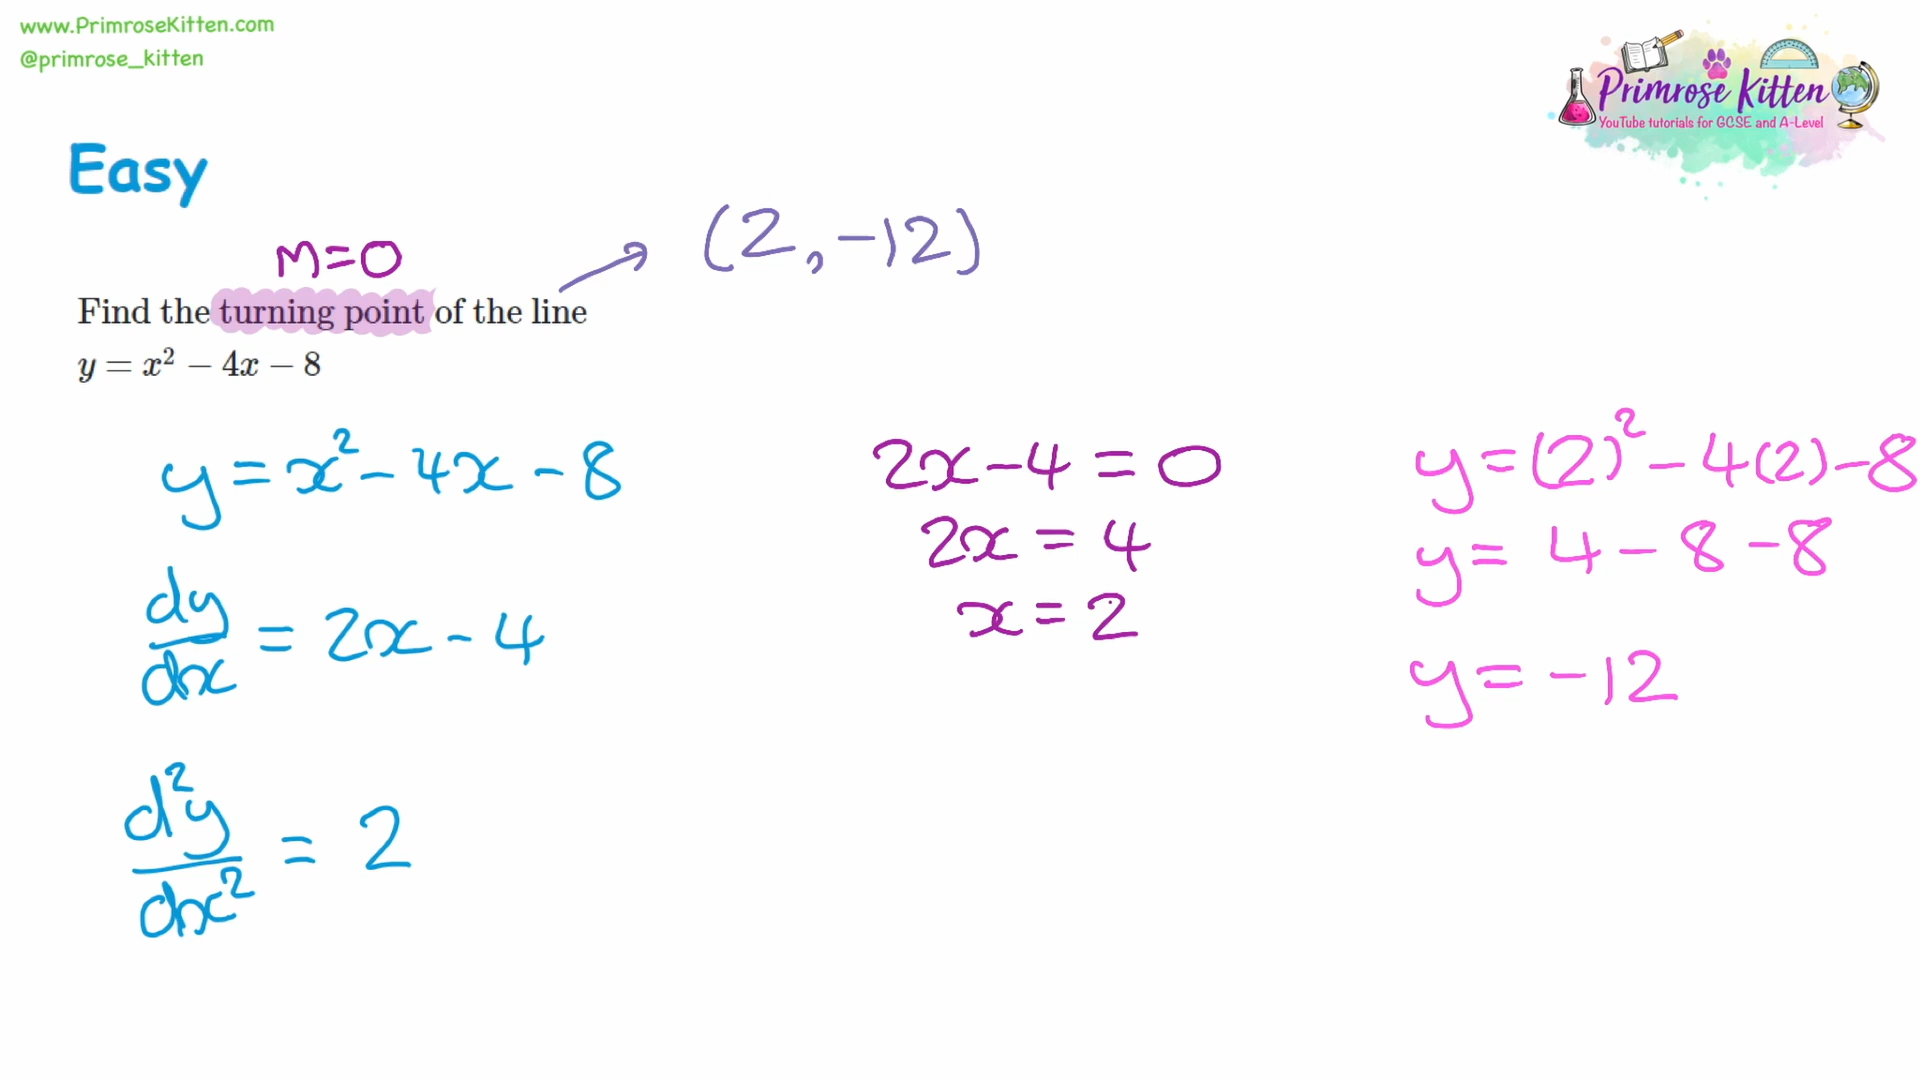 www.PrimroseKitten.com
@primrose_kitten
Primrose Kitten
YouTube tutorials for GCSE and A-Level
Easy
m=0
(2,-12)
Find the turning point of the line
y = x² − 4x − 8
y = x² - 4x - 8
dy/dx = 2x - 4
d²y/dx² = 2
2x - 4 = 0
2x = 4
x = 2
y = (2)² - 4(2) - 8
y = 4 - 8 - 8
y = -12